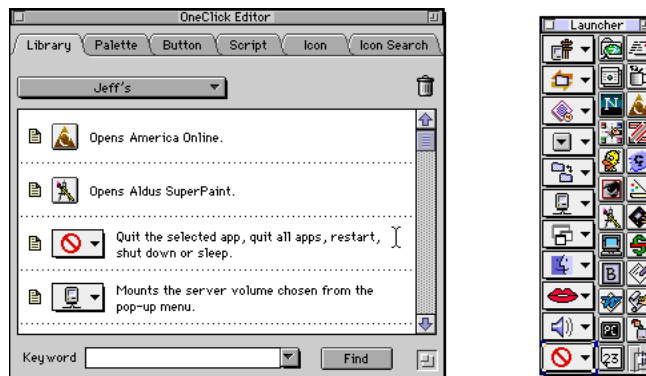 OneClick Editor
Library Palette Button Script Icon Icon Search
Jeff's
Opens America Online.
Opens Aldus SuperPaint.
Quit the selected app, quit all apps, restart,
shut down or sleep.
Mounts the server volume chosen from the
pop-up menu.
Keyword Find
Launcher
N
C
B
PC
23